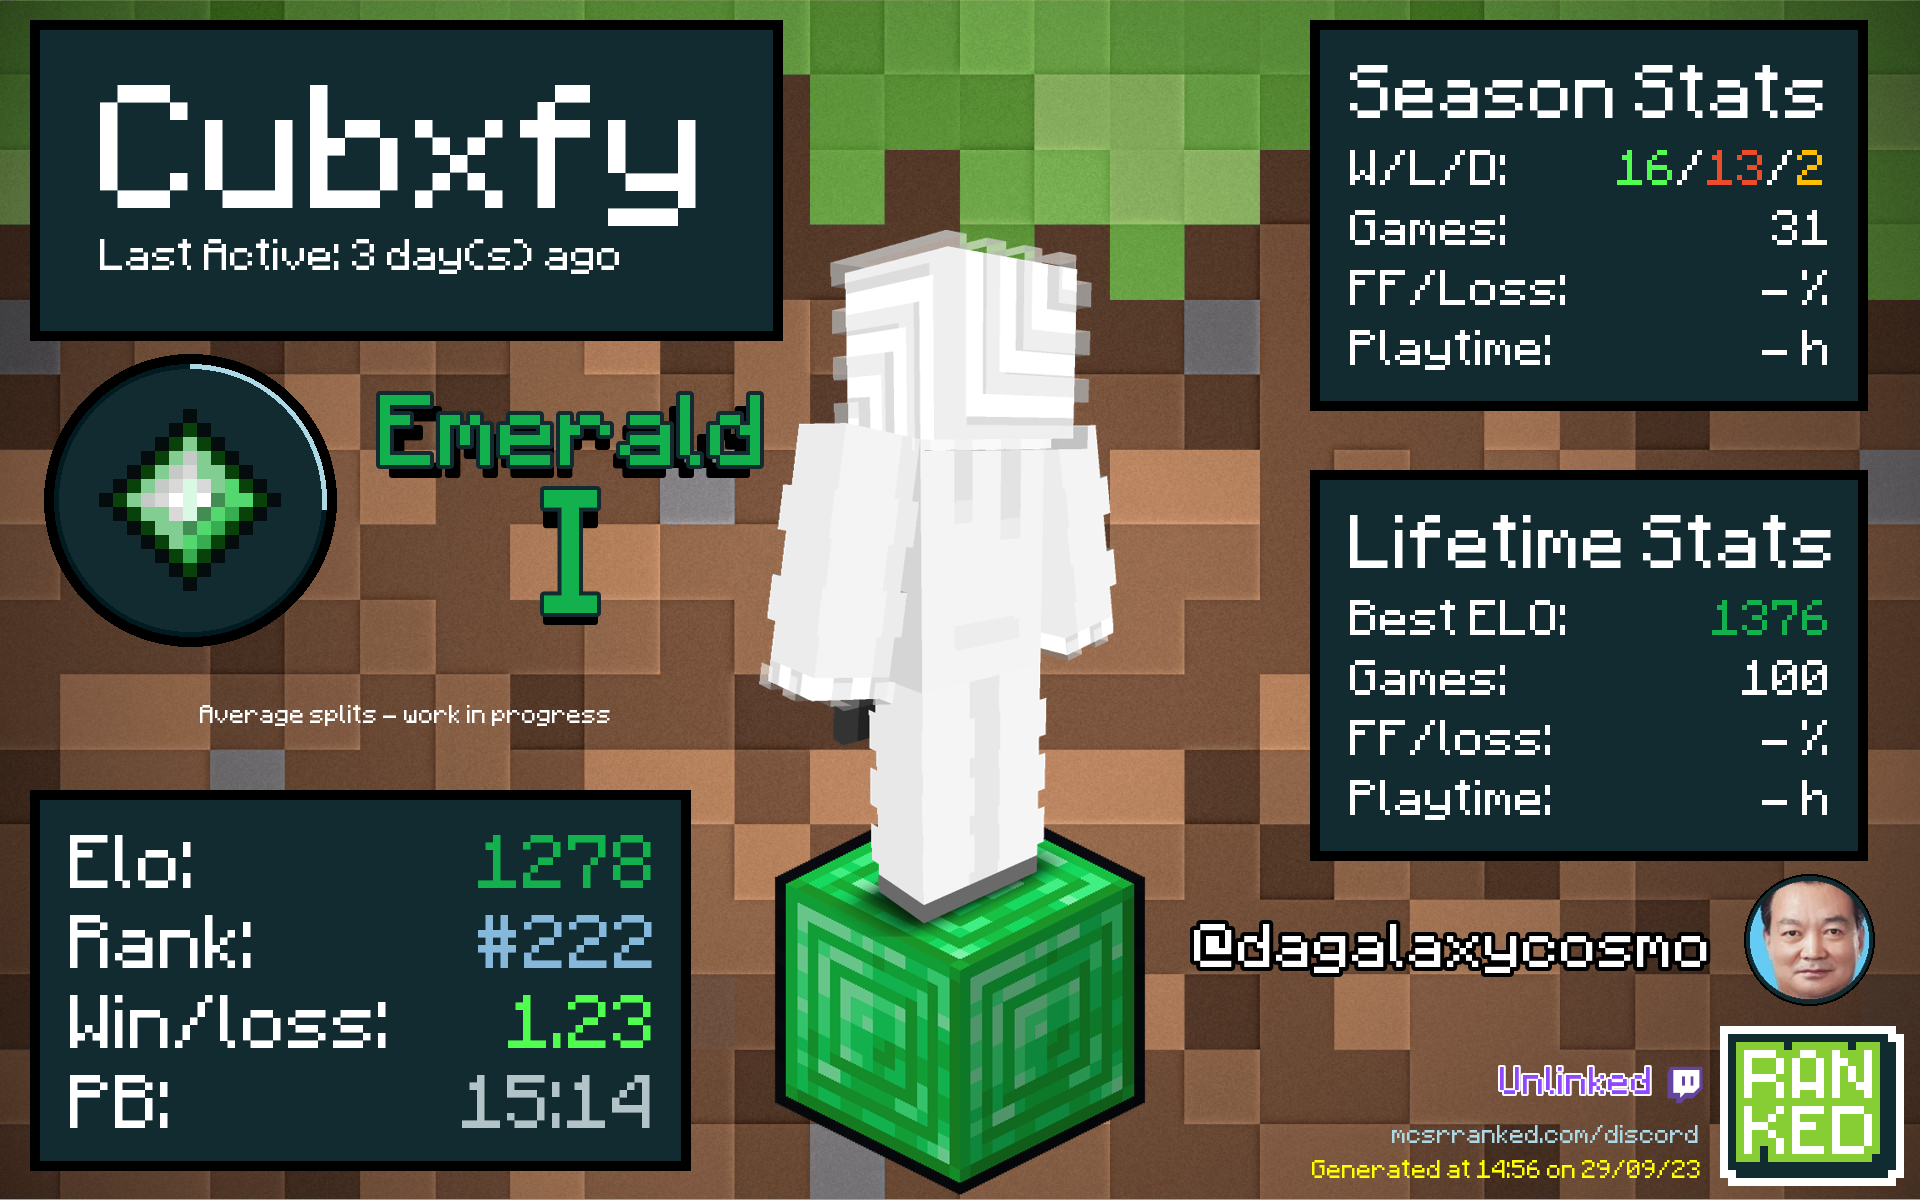 Cubxfy
Last Active: 3 day(s) ago
Emerald
I
Average splits - work in progress
Elo: 1278
Rank: #222
Win/loss: 1.23
PB: 15:14
Season Stats
W/L/D: 16/13/2
Games: 31
FF/Loss: - %
Playtime: - h
Lifetime Stats
Best ELO: 1376
Games: 100
FF/loss: - %
Playtime: - h
@dagalaxycosmo
Unlinked
mcsrranked.com/discord
Generated at 14:56 on 29/09/23
RAN
KED